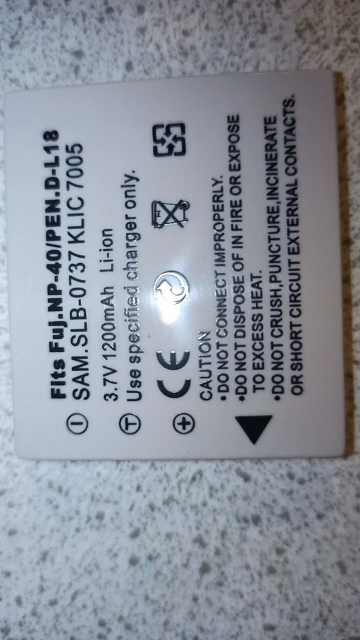 Fits Fuj.NP-40/PEN.D-L18
SAM.SLB-0737 KLIC 7005
3.7V 1200mAh Li-ion
Use specified charger only.
CAUTION
•DO NOT CONNECT IMPROPERLY.
•DO NOT DISPOSE OF IN FIRE OR EXPOSE
TO EXCESS HEAT.
•DO NOT CRUSH,PUNCTURE,INCINERATE
OR SHORT CIRCUIT EXTERNAL CONTACTS.
- T +
CE